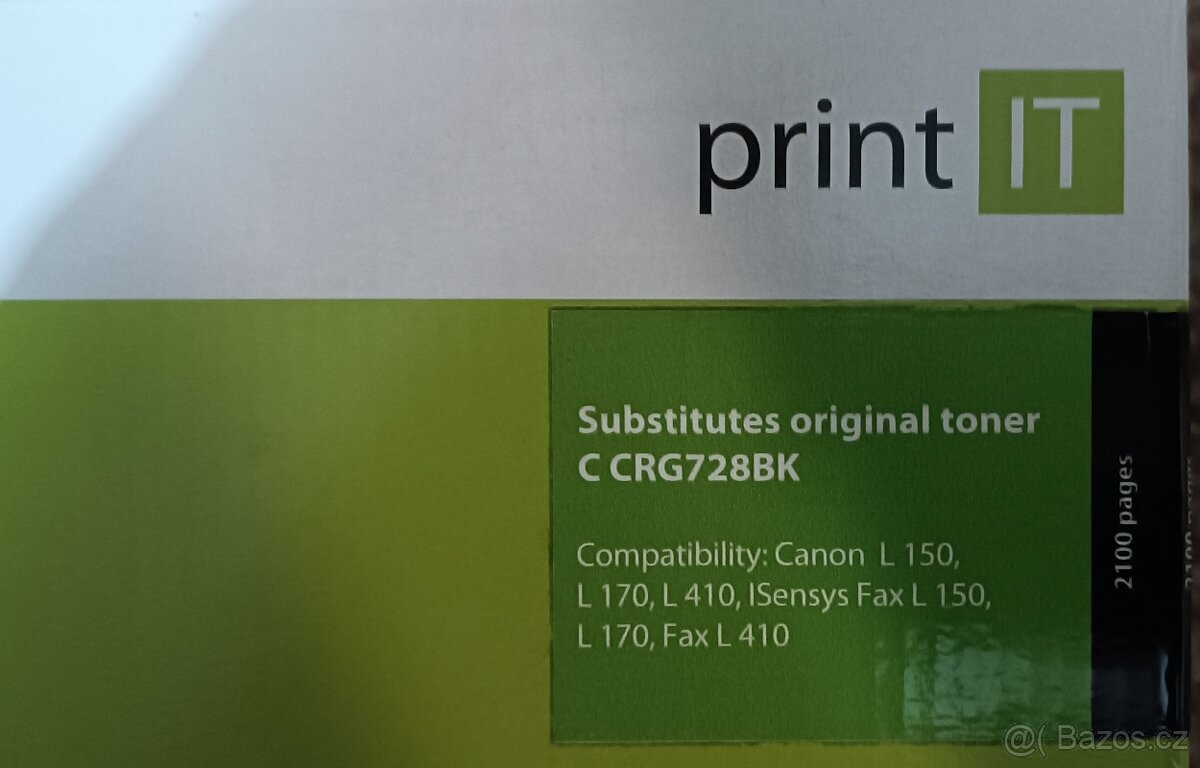 print IT
Substitutes original toner
C CRG728BK
Compatibility: Canon L 150,
L 170, L 410, ISensys Fax L 150,
L 170, Fax L 410
2100 pages
@( Bazos.cz